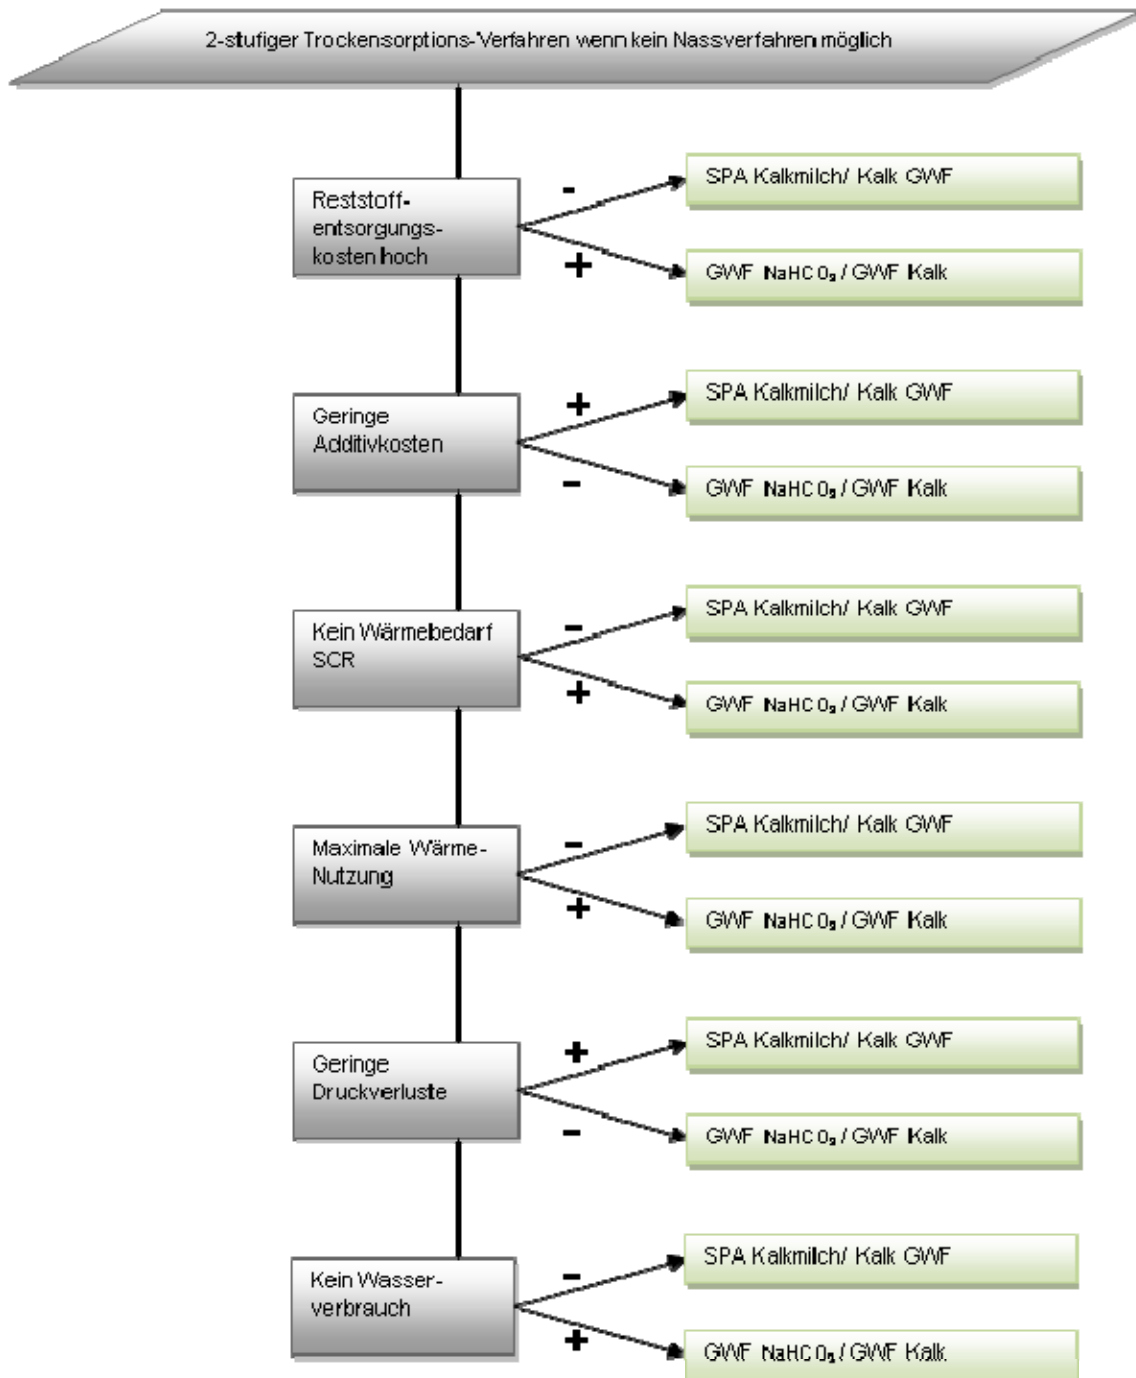 2-stufiger Trockensorptions-Verfahren wenn kein Nassverfahren möglich
Reststoff-
entsorgungs-
kosten hoch
-
SPA Kalkmilch/ Kalk GWF
+
GWF NaHCO₃ / GWF Kalk
Geringe
Additivkosten
+
SPA Kalkmilch/ Kalk GWF
-
GWF NaHCO₃ / GWF Kalk
Kein Wärmebedarf
SCR
-
SPA Kalkmilch/ Kalk GWF
+
GWF NaHCO₃ / GWF Kalk
Maximale Wärme-
Nutzung
-
SPA Kalkmilch/ Kalk GWF
+
GWF NaHCO₃ / GWF Kalk
Geringe
Druckverluste
+
SPA Kalkmilch/ Kalk GWF
-
GWF NaHCO₃ / GWF Kalk
Kein Wasser-
verbrauch
-
SPA Kalkmilch/ Kalk GWF
+
GWF NaHCO₃ / GWF Kalk